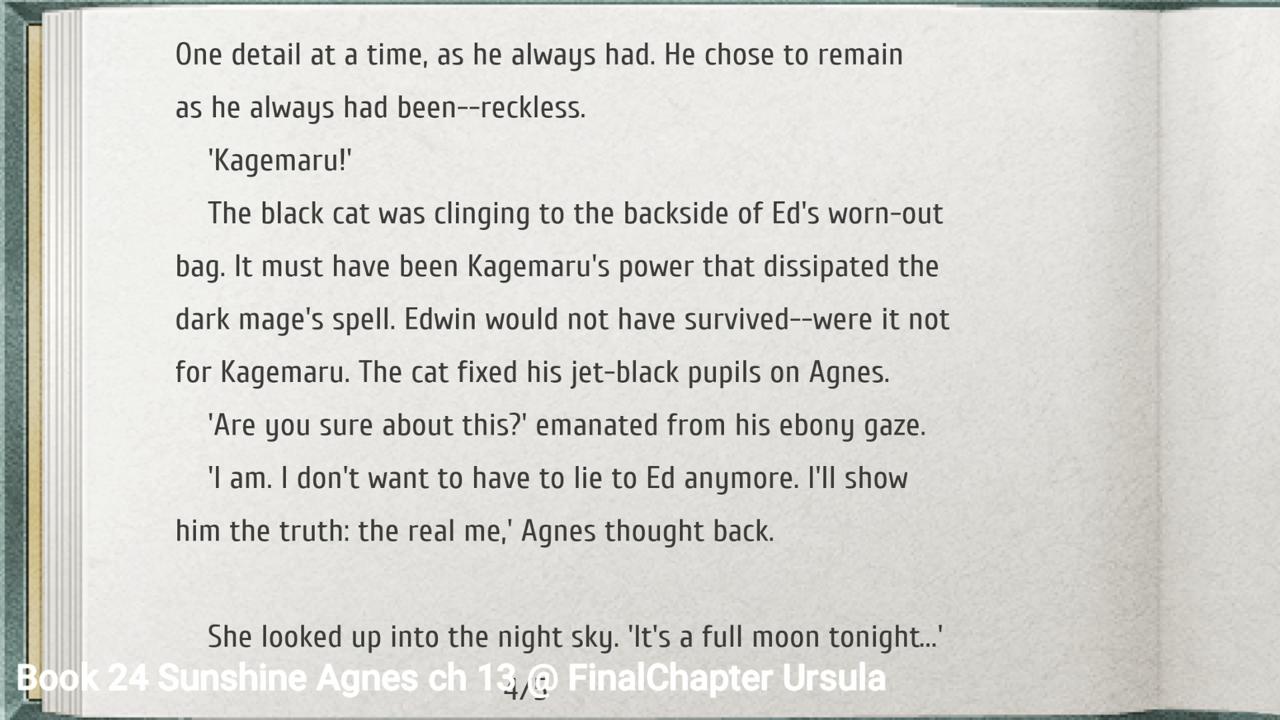 One detail at a time, as he always had. He chose to remain
as he always had been--reckless.
'Kagemaru!'
The black cat was clinging to the backside of Ed's worn-out
bag. It must have been Kagemaru's power that dissipated the
dark mage's spell. Edwin would not have survived--were it not
for Kagemaru. The cat fixed his jet-black pupils on Agnes.
'Are you sure about this?' emanated from his ebony gaze.
'I am. I don't want to have to lie to Ed anymore. I'll show
him the truth: the real me,' Agnes thought back.
She looked up into the night sky. 'It's a full moon tonight...'
Book 24 Sunshine Agnes ch 13 @ FinalChapter Ursula